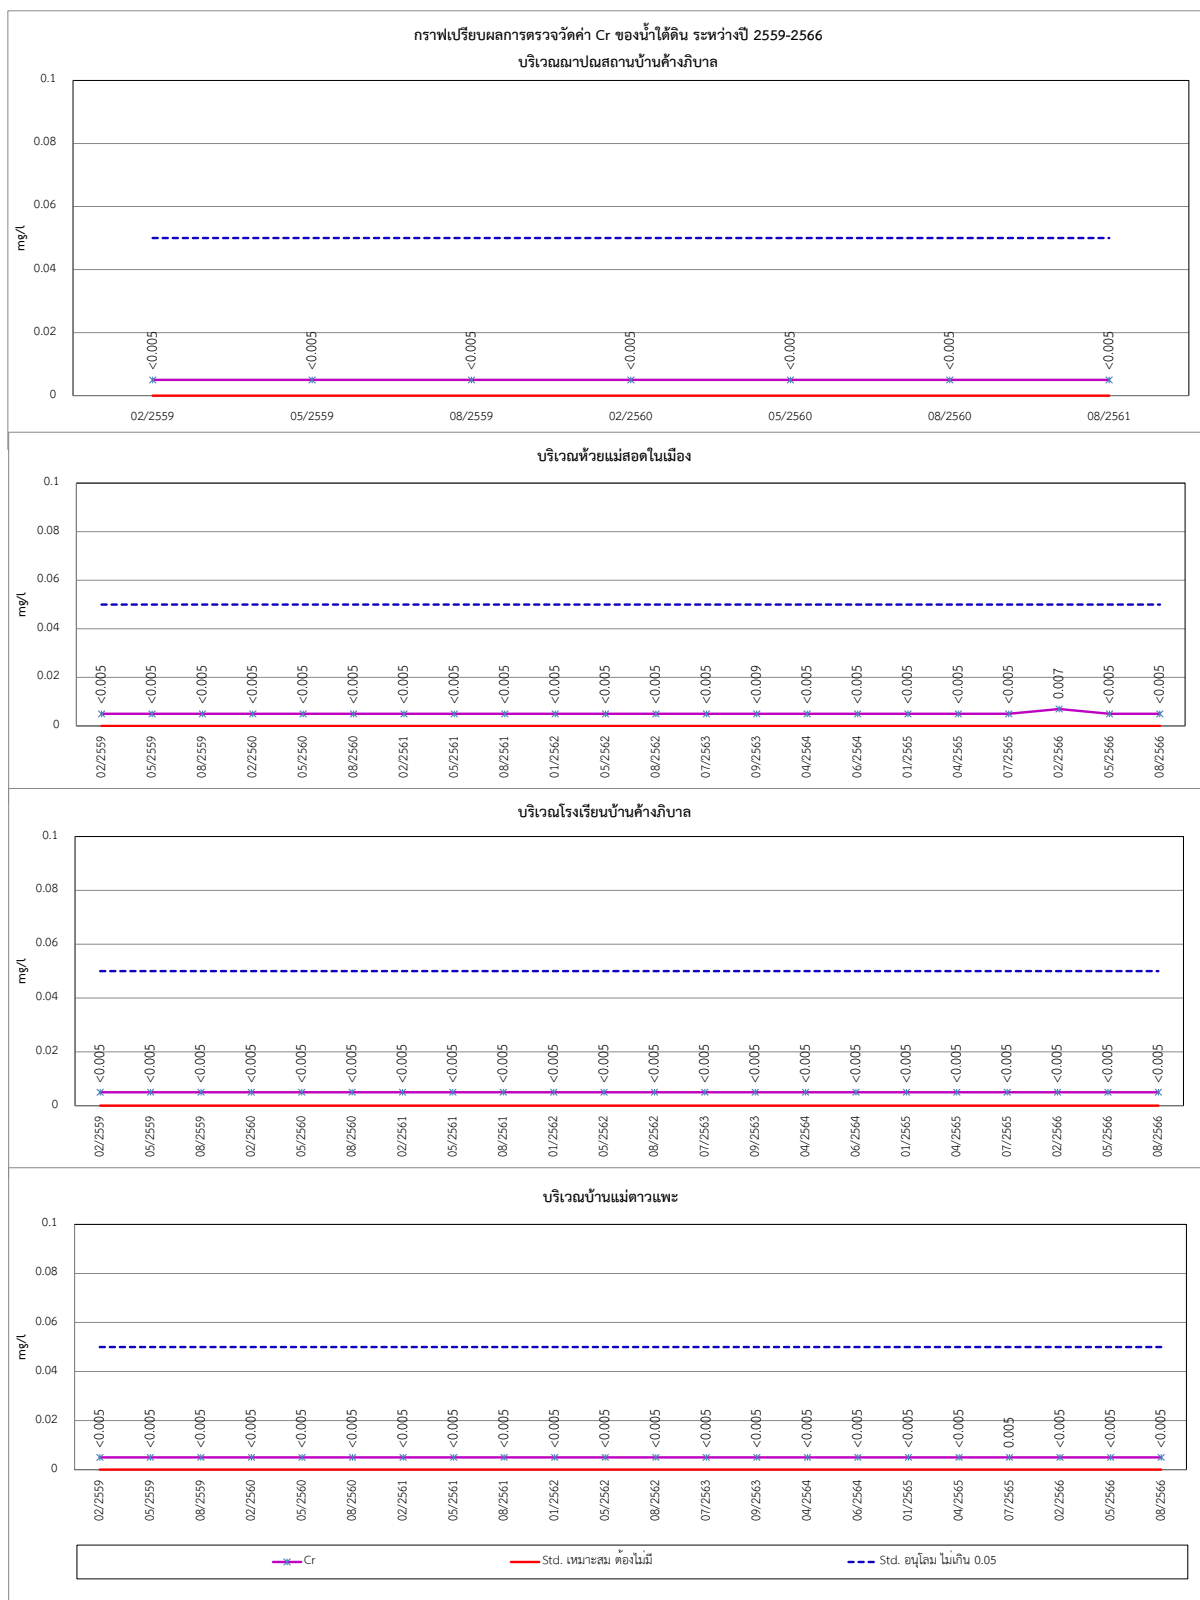 กราฟเปรียบผลการตรวจวัดค่า Cr ของน้ำใต้ดิน ระหว่างปี 2559-2566
บริเวณฌาปณสถานบ้านค้างภิบาล
0.1
0.08
0.06
0.04
0.02
0
mg/l
<0.005 <0.005 <0.005 <0.005 <0.005 <0.005 <0.005
02/2559 05/2559 08/2559 02/2560 05/2560 08/2560 08/2561
บริเวณห้วยแม่สอดในเมือง
0.1
0.08
0.06
0.04
0.02
0
mg/l
<0.005 <0.005 <0.005 <0.005 <0.005 <0.005 <0.005 <0.005 <0.005 <0.005 <0.005 <0.005 <0.005 <0.009 <0.005 <0.005 <0.005 <0.005 <0.005 0.007 <0.005 <0.005
02/2559 05/2559 08/2559 02/2560 05/2560 08/2560 02/2561 05/2561 08/2561 01/2562 05/2562 08/2562 07/2563 09/2563 04/2564 06/2564 01/2565 04/2565 07/2565 02/2566 05/2566 08/2566
บริเวณโรงเรียนบ้านค้างภิบาล
0.1
0.08
0.06
0.04
0.02
0
mg/l
<0.005 <0.005 <0.005 <0.005 <0.005 <0.005 <0.005 <0.005 <0.005 <0.005 <0.005 <0.005 <0.005 <0.005 <0.005 <0.005 <0.005 <0.005 <0.005 <0.005 <0.005 <0.005
02/2559 05/2559 08/2559 02/2560 05/2560 08/2560 02/2561 05/2561 08/2561 01/2562 05/2562 08/2562 07/2563 09/2563 04/2564 06/2564 01/2565 04/2565 07/2565 02/2566 05/2566 08/2566
บริเวณบ้านแม่ตาวแพะ
0.1
0.08
0.06
0.04
0.02
0
mg/l
<0.005 <0.005 <0.005 <0.005 <0.005 <0.005 <0.005 <0.005 <0.005 <0.005 <0.005 <0.005 <0.005 <0.005 <0.005 <0.005 <0.005 <0.005 0.005 <0.005 <0.005 <0.005
02/2559 05/2559 08/2559 02/2560 05/2560 08/2560 02/2561 05/2561 08/2561 01/2562 05/2562 08/2562 07/2563 09/2563 04/2564 06/2564 01/2565 04/2565 07/2565 02/2566 05/2566 08/2566
Cr Std. เหมาะสม ต้องไม่มี Std. อนุโลม ไม่เกิน 0.05